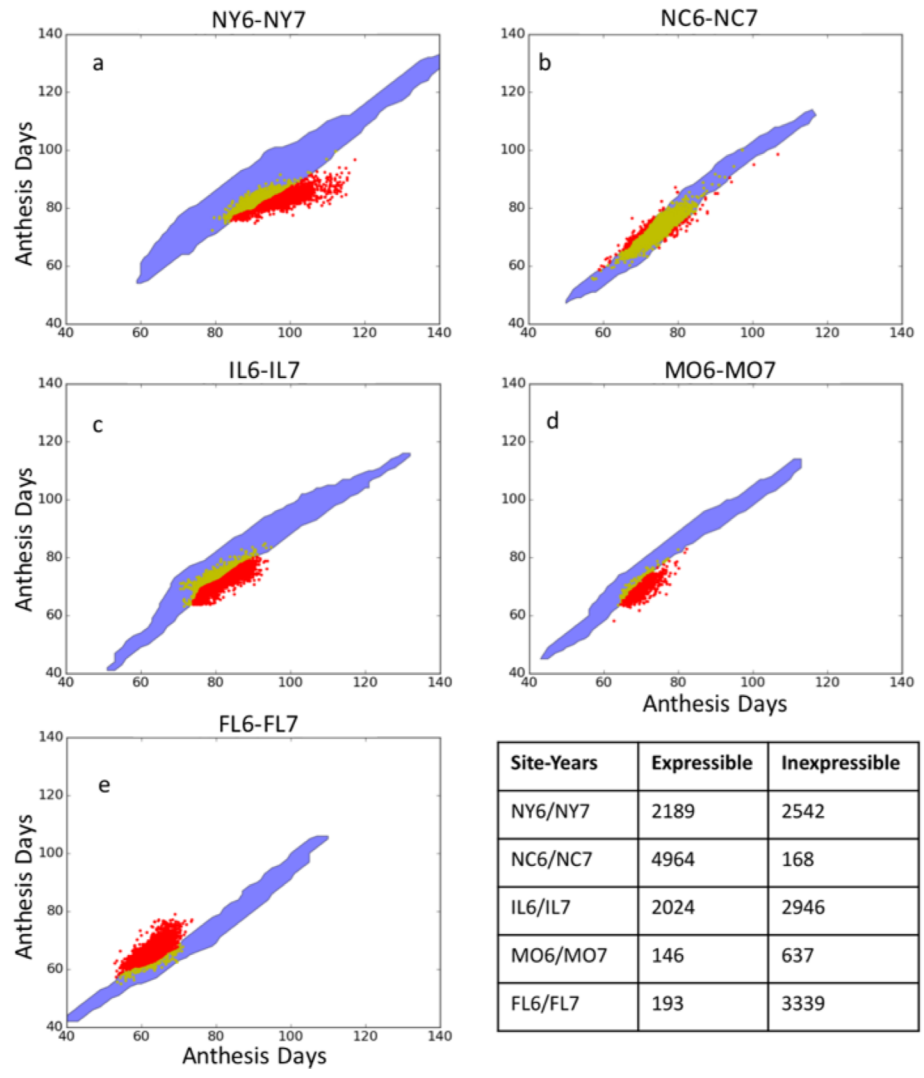 NY6-NY7
NC6-NC7
a
b
Anthesis Days
140
120
100
80
60
40
40 60 80 100 120 140
140
120
100
80
60
40
40 60 80 100 120 140
IL6-IL7
MO6-MO7
c
d
Anthesis Days
140
120
100
80
60
40
40 60 80 100 120 140
140
120
100
80
60
40
40 60 80 100 120 140
Anthesis Days
FL6-FL7
e
Anthesis Days
140
120
100
80
60
40
40 60 80 100 120 140
Anthesis Days
Site-Years Expressible Inexpressible
NY6/NY7 2189 2542
NC6/NC7 4964 168
IL6/IL7 2024 2946
MO6/MO7 146 637
FL6/FL7 193 3339